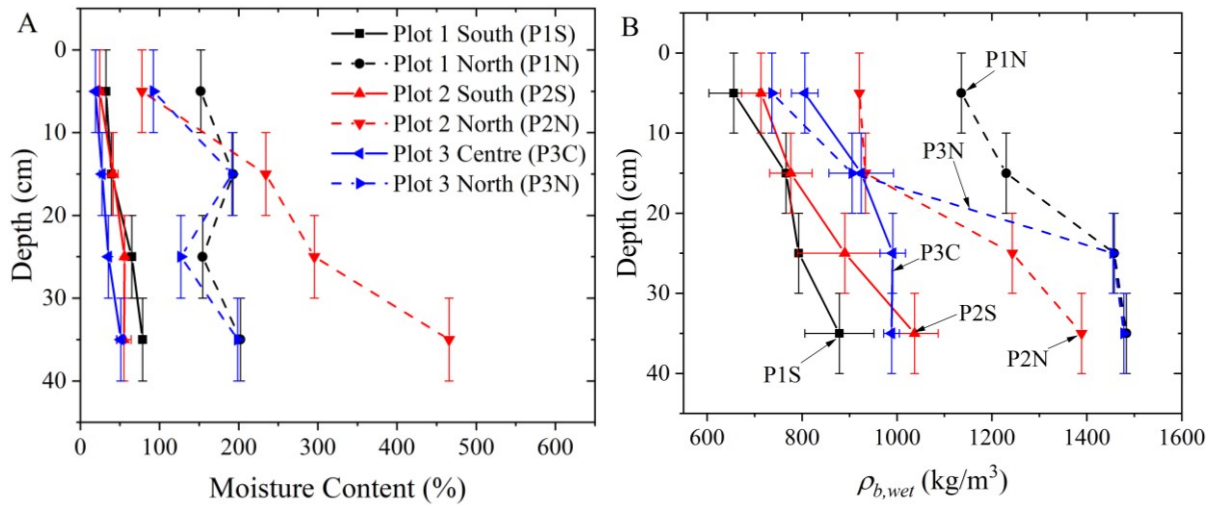 A
0
10
20
30
40
Depth (cm)
0 100 200 300 400 500 600
Moisture Content (%)
Plot 1 South (P1S)
Plot 1 North (P1N)
Plot 2 South (P2S)
Plot 2 North (P2N)
Plot 3 Centre (P3C)
Plot 3 North (P3N)
B
0
10
20
30
40
Depth (cm)
P1N
P3N
P3C
P2S
P1S
P2N
600 800 1000 1200 1400 1600
ρb,wet (kg/m³)